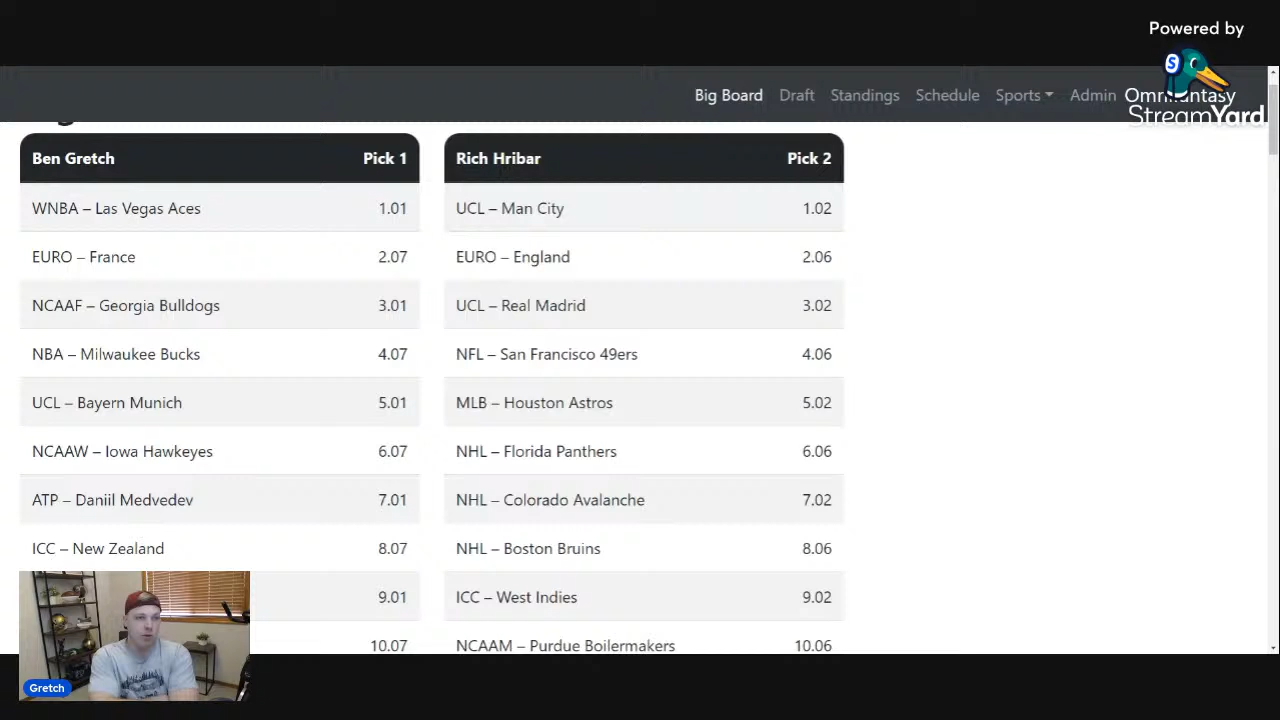 Powered by
Big Board Draft Standings Schedule Sports Admin Omnifantasy
StreamYard
Ben Gretch Pick 1
WNBA – Las Vegas Aces 1.01
EURO – France 2.07
NCAAF – Georgia Bulldogs 3.01
NBA – Milwaukee Bucks 4.07
UCL – Bayern Munich 5.01
NCAAW – Iowa Hawkeyes 6.07
ATP – Daniil Medvedev 7.01
ICC – New Zealand 8.07
9.01
10.07
Rich Hribar Pick 2
UCL – Man City 1.02
EURO – England 2.06
UCL – Real Madrid 3.02
NFL – San Francisco 49ers 4.06
MLB – Houston Astros 5.02
NHL – Florida Panthers 6.06
NHL – Colorado Avalanche 7.02
NHL – Boston Bruins 8.06
ICC – West Indies 9.02
NCAAM – Purdue Boilermakers 10.06
Gretch